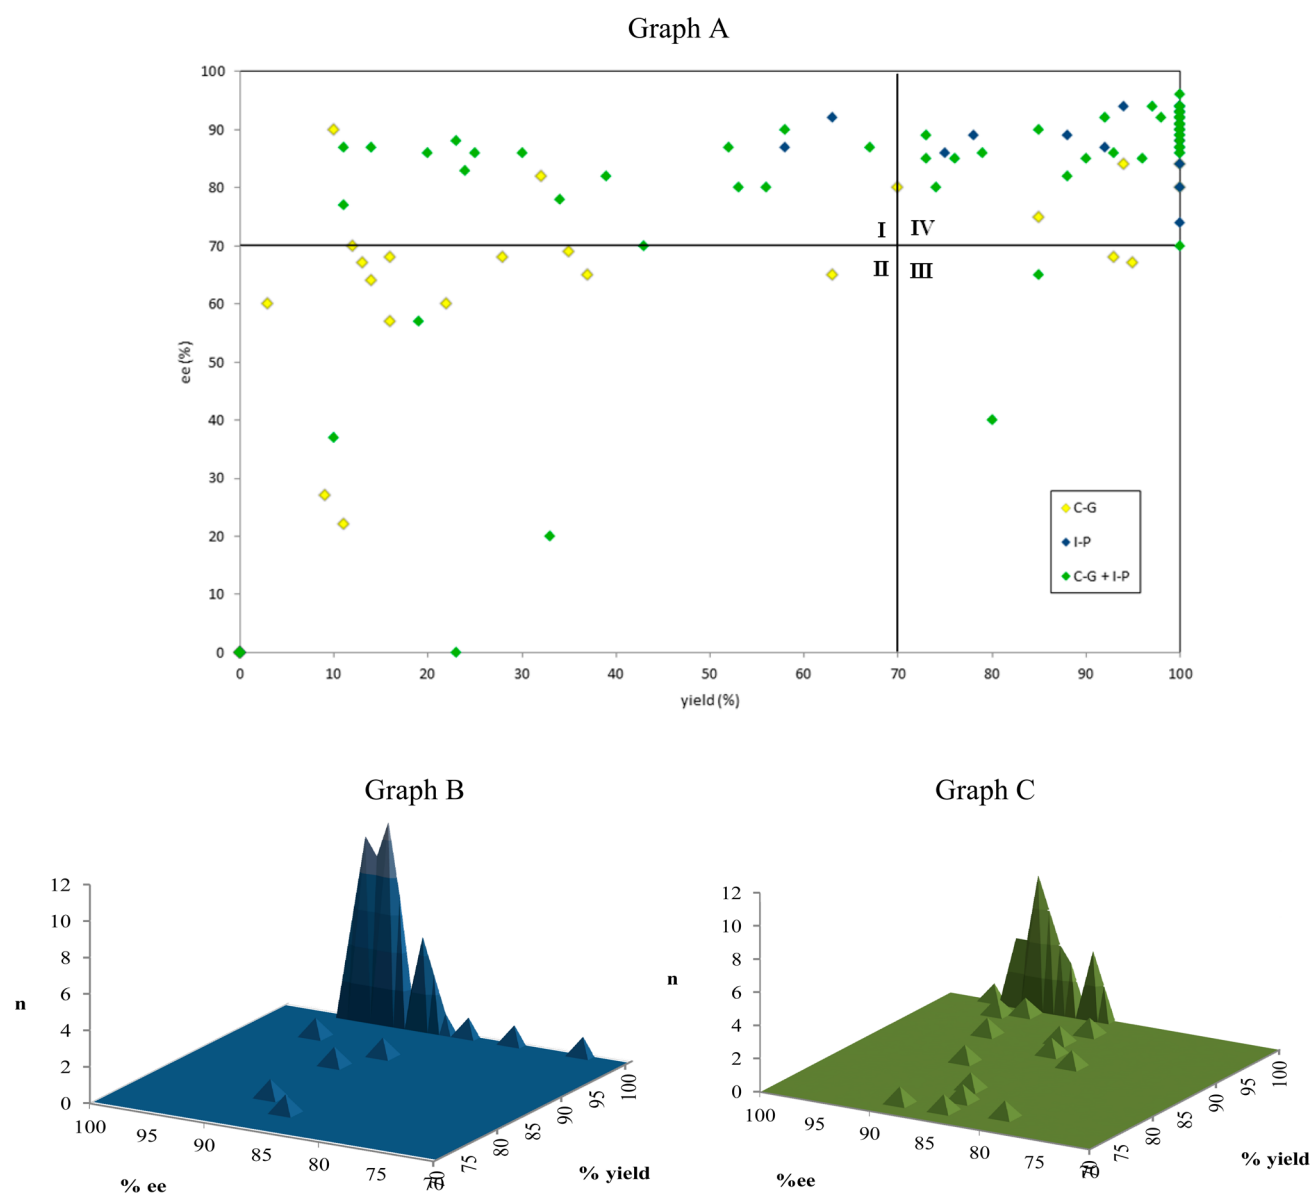 Graph A
100
90
80
70
60
50
40
30
20
10
0
ee (%)
I IV
II III
C-G
I-P
C-G + I-P
0 10 20 30 40 50 60 70 80 90 100
yield (%)
Graph B
12
10
8
6
4
2
0
n
100 95 90 85 80 75 70
% ee
70 75 80 85 90 95 100
% yield
Graph C
12
10
8
6
4
2
0
n
100 95 90 85 80 75 70
%ee
70 75 80 85 90 95 100
% yield